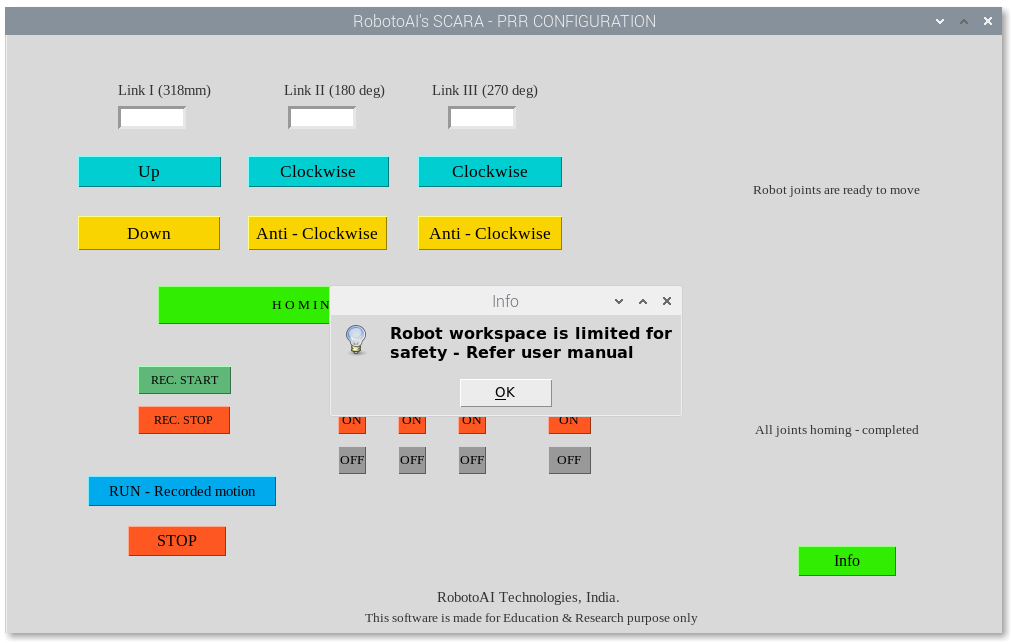 RobotoAI's SCARA - PRR CONFIGURATION
Link I (318mm) Link II (180 deg) Link III (270 deg)
Up Clockwise Clockwise
Robot joints are ready to move
Down Anti - Clockwise Anti - Clockwise
H O M I N
Info
Robot workspace is limited for
safety - Refer user manual
OK
REC. START
REC. STOP ON ON ON ON
All joints homing - completed
OFF OFF OFF OFF
RUN - Recorded motion
STOP
Info
RobotoAI Technologies, India.
This software is made for Education & Research purpose only